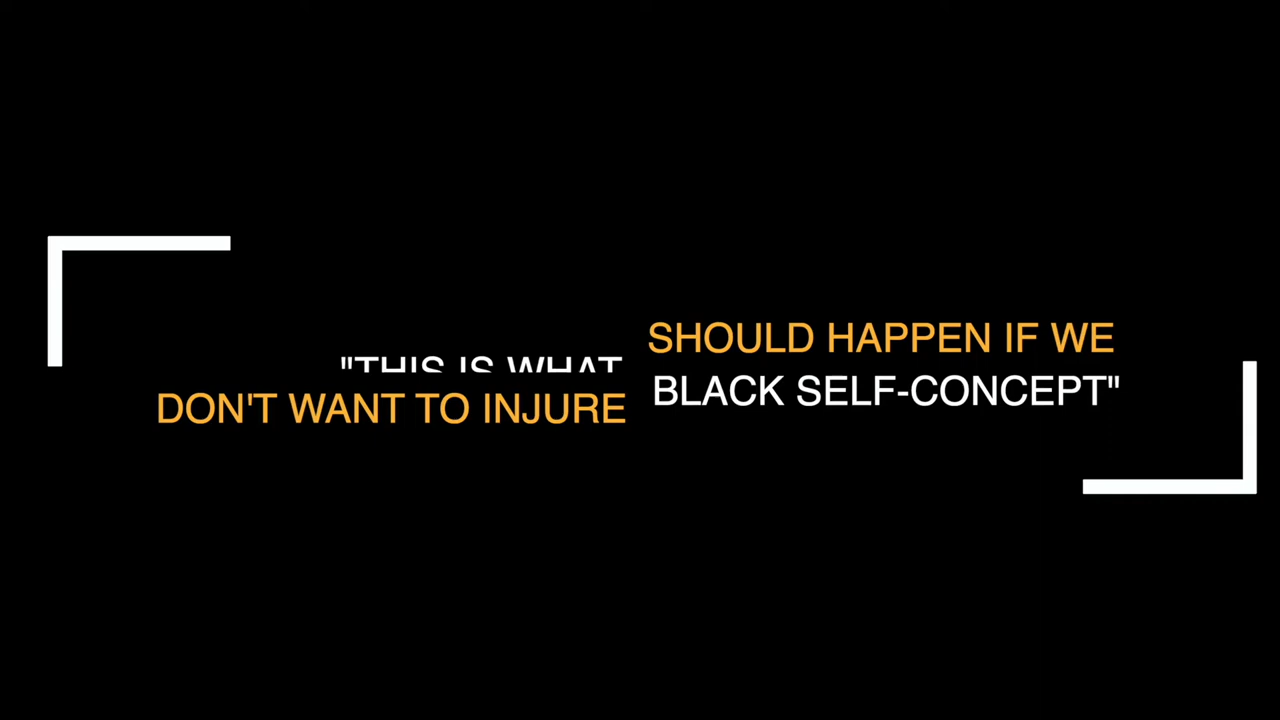 "THIS IS WHAT
SHOULD HAPPEN IF WE
DON'T WANT TO INJURE
BLACK SELF-CONCEPT"